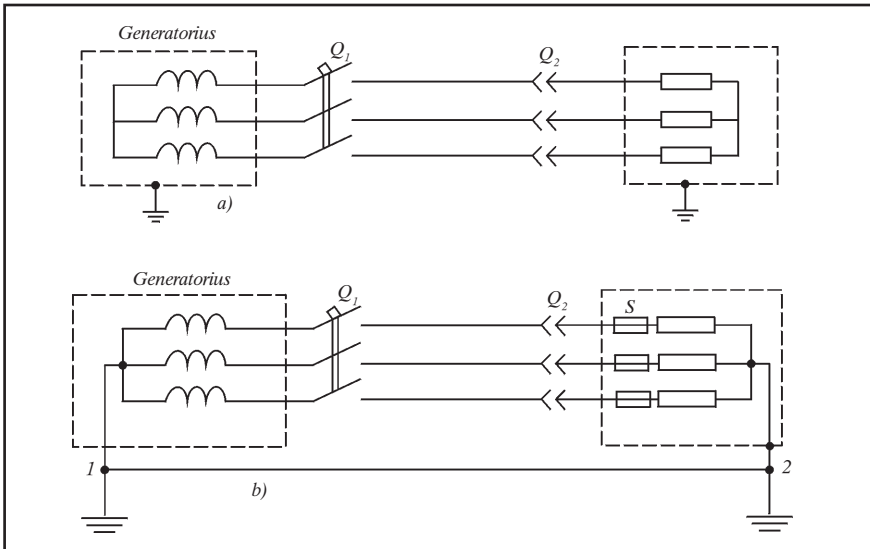 Generatorius
Q1
Q2
a)
Generatorius
Q1
Q2
S
1
2
b)